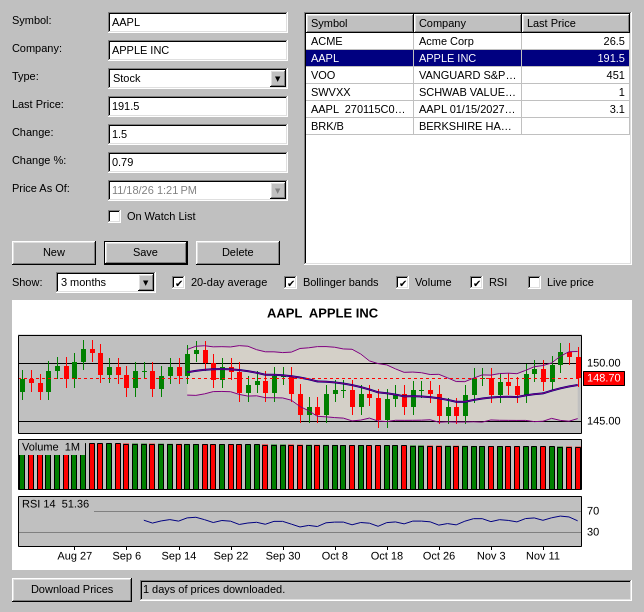 Symbol: AAPL
Company: APPLE INC
Type: Stock
Last Price: 191.5
Change: 1.5
Change %: 0.79
Price As Of: 11/18/26 1:21 PM
On Watch List
New Save Delete
Symbol Company Last Price
ACME Acme Corp 26.5
AAPL APPLE INC 191.5
VOO VANGUARD S&P... 451
SWVXX SCHWAB VALUE... 1
AAPL 270115C0... AAPL 01/15/2027... 3.1
BRK/B BERKSHIRE HA...
Show: 3 months 20-day average Bollinger bands Volume RSI Live price
AAPL APPLE INC
150.00
148.70
145.00
Volume 1M
RSI 14 51.36
70
30
Aug 27 Sep 6 Sep 14 Sep 22 Sep 30 Oct 8 Oct 18 Oct 26 Nov 3 Nov 11
Download Prices 1 days of prices downloaded.